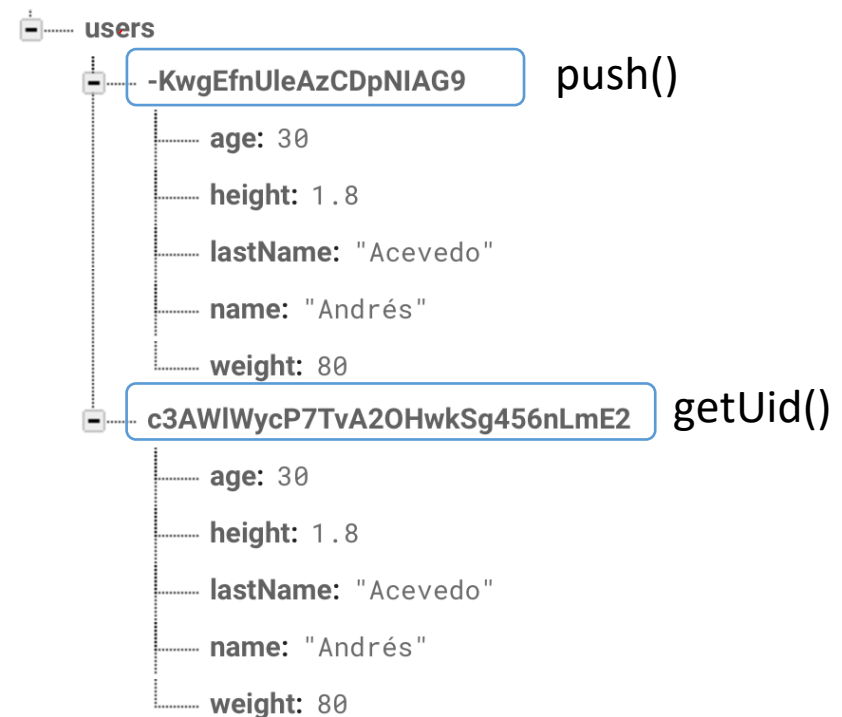 users
-KwgEfnUleAzCDpNIAG9 push()
age: 30
height: 1.8
lastName: "Acevedo"
name: "Andrés"
weight: 80
c3AWlWycP7TvA2OHwkSg456nLmE2 getUid()
age: 30
height: 1.8
lastName: "Acevedo"
name: "Andrés"
weight: 80